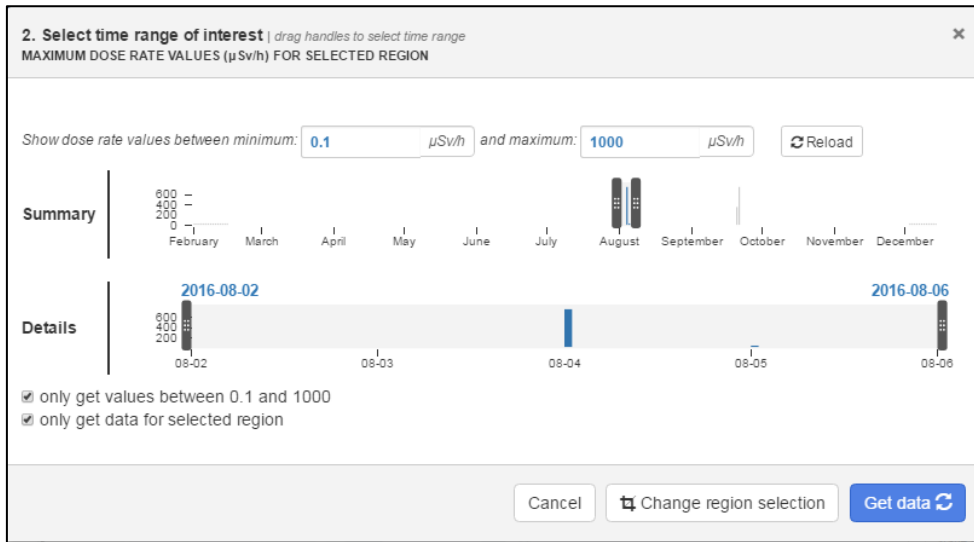 2. Select time range of interest | drag handles to select time range ×
MAXIMUM DOSE RATE VALUES (µSv/h) FOR SELECTED REGION
Show dose rate values between minimum: 0.1 µSv/h and maximum: 1000 µSv/h Reload
Summary
600
400
200
0
February March April May June July August September October November December
2016-08-02 2016-08-06
Details
600
400
200
08-02 08-03 08-04 08-05 08-06
only get values between 0.1 and 1000
only get data for selected region
Cancel Change region selection Get data